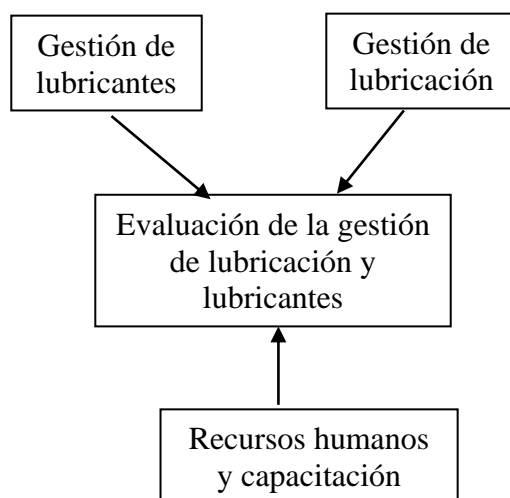 Gestión de
lubricantes
Gestión de
lubricación
Evaluación de la gestión
de lubricación y
lubricantes
Recursos humanos
y capacitación